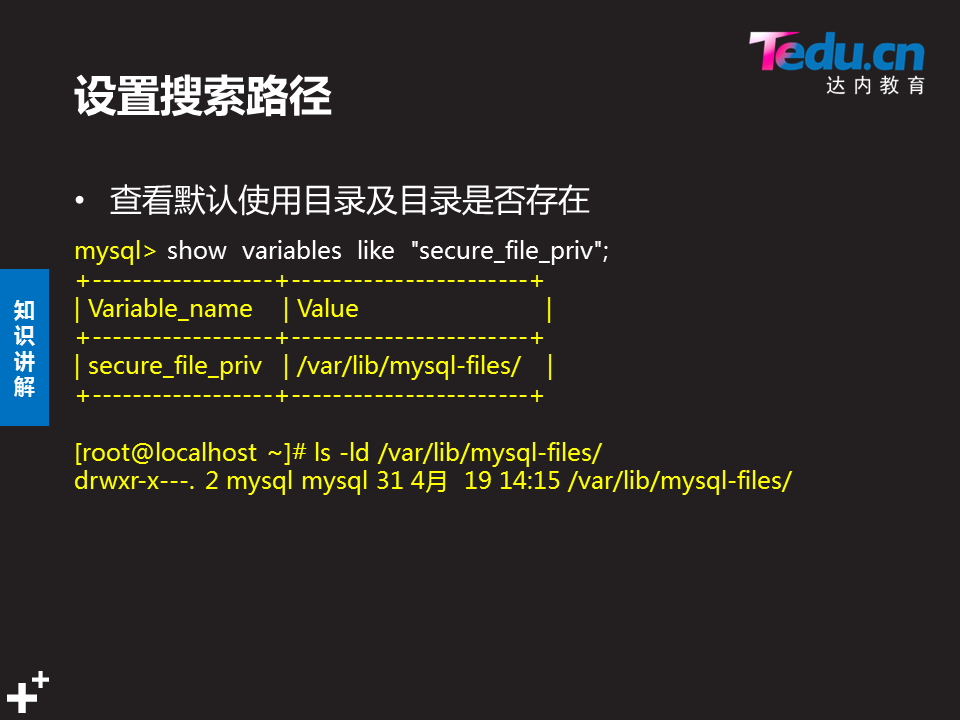 Tedu.cn
达内教育
设置搜索路径
• 查看默认使用目录及目录是否存在
mysql> show variables like "secure_file_priv";
+------------------+-----------------------+
| Variable_name | Value |
+------------------+-----------------------+
| secure_file_priv | /var/lib/mysql-files/ |
+------------------+-----------------------+
[root@localhost ~]# ls -ld /var/lib/mysql-files/
drwxr-x---. 2 mysql mysql 31 4月 19 14:15 /var/lib/mysql-files/
知识讲解